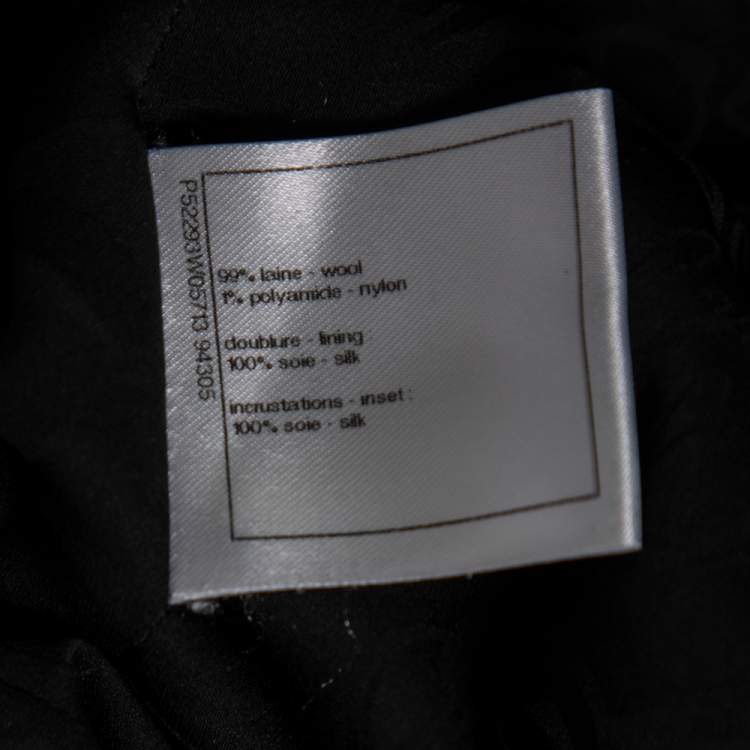 P52293W05713 94305
99% laine - wool
1% polyamide - nylon
doublure - lining
100% soie - silk
incrustations - inset :
100% soie - silk